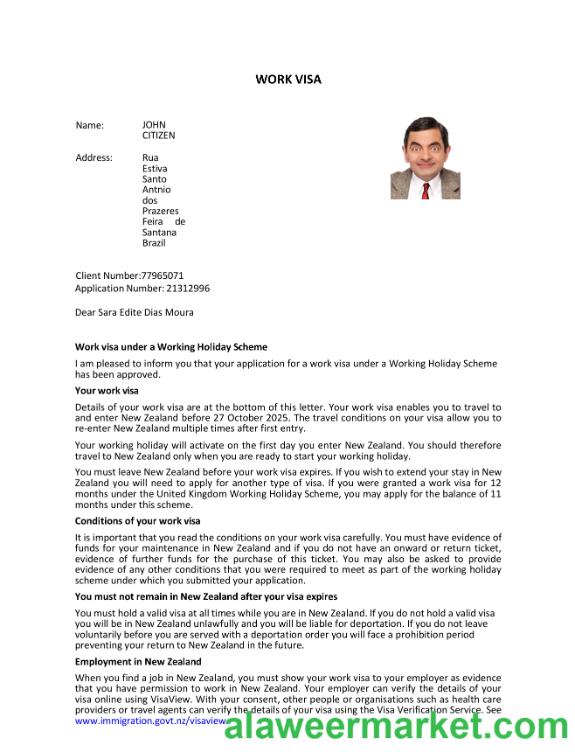 WORK VISA
Name: JOHN
CITIZEN
Address: Rua
Estiva
Santo
Antnio
dos
Prazeres
Feira de
Santana
Brazil
Client Number:77965071
Application Number: 21312996
Dear Sara Edite Dias Moura
Work visa under a Working Holiday Scheme
I am pleased to inform you that your application for a work visa under a Working Holiday Scheme
has been approved.
Your work visa
Details of your work visa are at the bottom of this letter. Your work visa enables you to travel to
and enter New Zealand before 27 October 2025. The travel conditions on your visa allow you to
re-enter New Zealand multiple times after first entry.
Your working holiday will activate on the first day you enter New Zealand. You should therefore
travel to New Zealand only when you are ready to start your working holiday.
You must leave New Zealand before your work visa expires. If you wish to extend your stay in New
Zealand you will need to apply for another type of visa. If you were granted a work visa for 12
months under the United Kingdom Working Holiday Scheme, you may apply for the balance of 11
months under this scheme.
Conditions of your work visa
It is important that you read the conditions on your work visa carefully. You must have evidence of
funds for your maintenance in New Zealand and if you do not have an onward or return ticket,
evidence of further funds for the purchase of this ticket. You may also be asked to provide
evidence of any other conditions that you were required to meet as part of the working holiday
scheme under which you submitted your application.
You must not remain in New Zealand after your visa expires
You must hold a valid visa at all times while you are in New Zealand. If you do not hold a valid visa
you will be in New Zealand unlawfully and you will be liable for deportation. If you do not leave
voluntarily before you are served with a deportation order you will face a prohibition period
preventing your return to New Zealand in the future.
Employment in New Zealand
When you find a job in New Zealand, you must show your work visa to your employer as evidence
that you have permission to work in New Zealand. Your employer can verify the details of your
visa online using VisaView. With your consent, other people or organisations such as health care
providers or travel agents can verify the details of your visa using the Visa Verification Service. See
www.immigration.govt.nz/visaview
alaweermarket.com